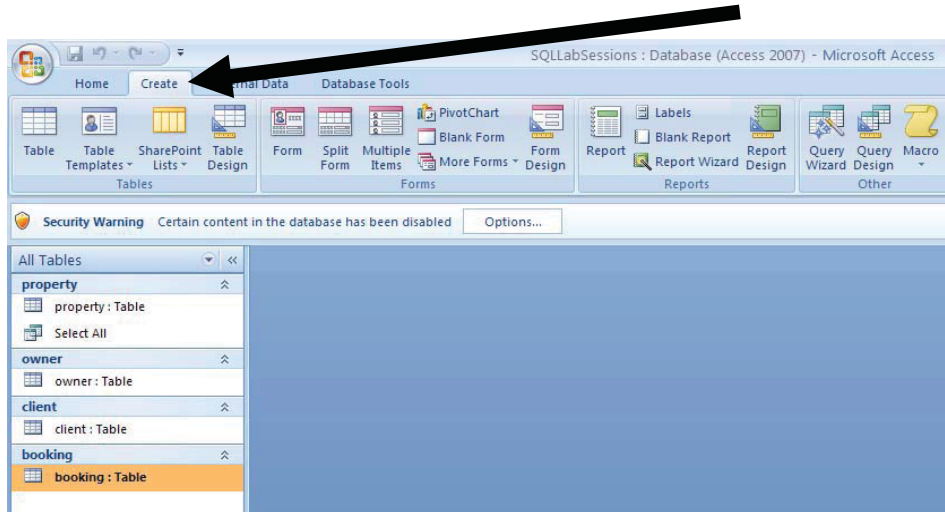 SQLLabSessions : Database (Access 2007) - Microsoft Access
Home Create nal Data Database Tools
Table
Table Templates
SharePoint Lists
Table Design
Tables
Form
Split Form
Multiple Items
PivotChart
Blank Form
More Forms
Form Design
Forms
Report
Labels
Blank Report
Report Wizard
Report Design
Reports
Query Wizard
Query Design
Macro
Other
Security Warning Certain content in the database has been disabled Options...
All Tables
property
property : Table
Select All
owner
owner : Table
client
client : Table
booking
booking : Table